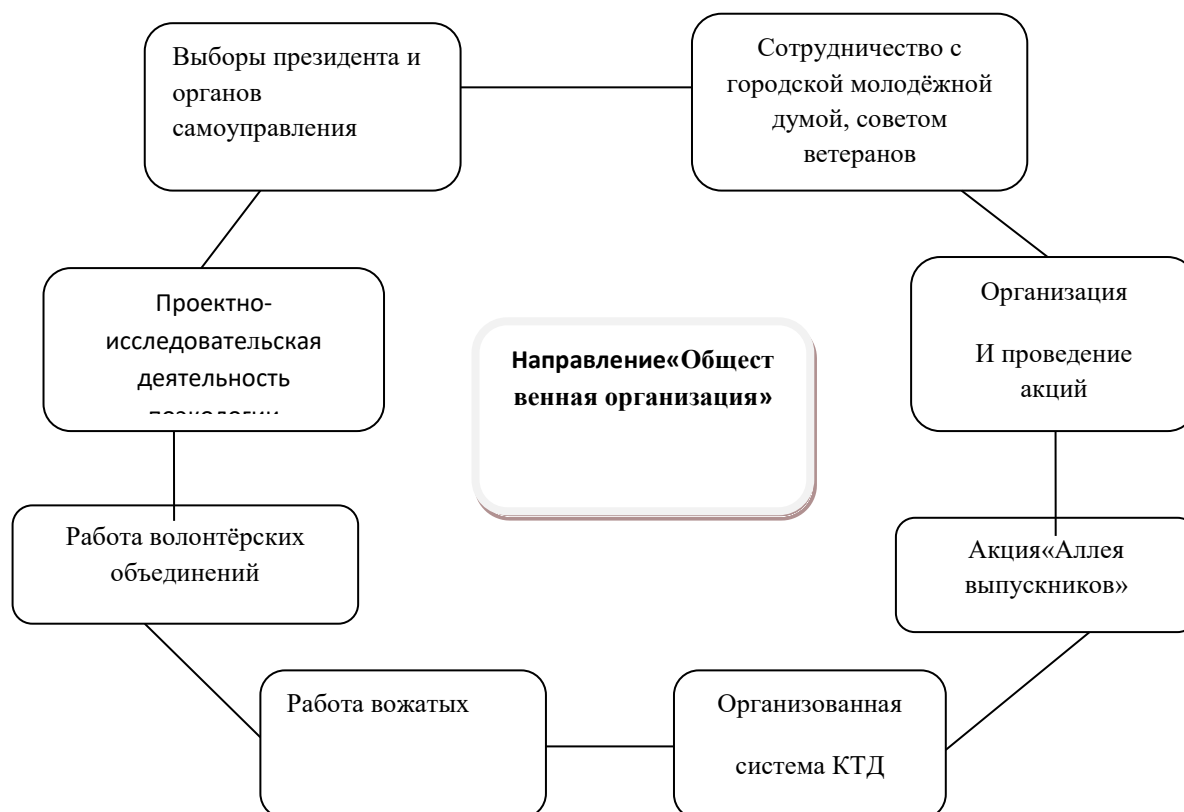 Выборы президента и
органов
самоуправления
Сотрудничество с
городской молодёжной
думой, советом
ветеранов
Проектно-
исследовательская
деятельность
Направление«Общест
венная организация»
Организация
И проведение
акций
Работа волонтёрских
объединений
Акция«Аллея
выпускников»
Работа вожатых
Организованная
система КТД